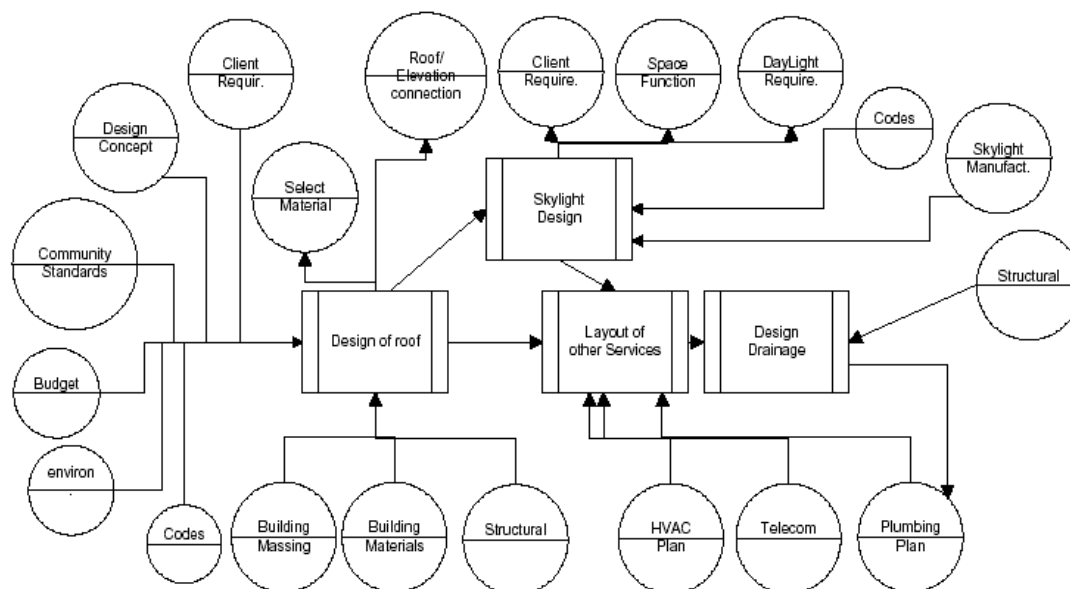 Client
Requir.
Roof/
Elevation
connection
Client
Require.
Space
Function
DayLight
Require.
Codes
Design
Concept
Skylight
Manufact.
Select
Material
Skylight
Design
Community
Standards
Structural
Design of roof
Layout of
other Services
Design
Drainage
Budget
environ
.
Codes
Building
Massing
Building
Materials
Structural
HVAC
Plan
Telecom
Plumbing
Plan